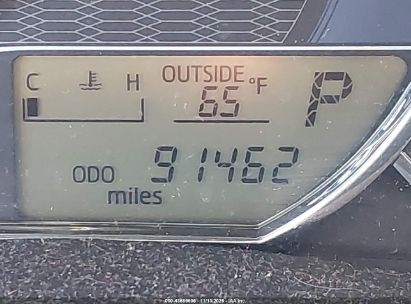 C H OUTSIDE °F P
65
ODO 91462
miles